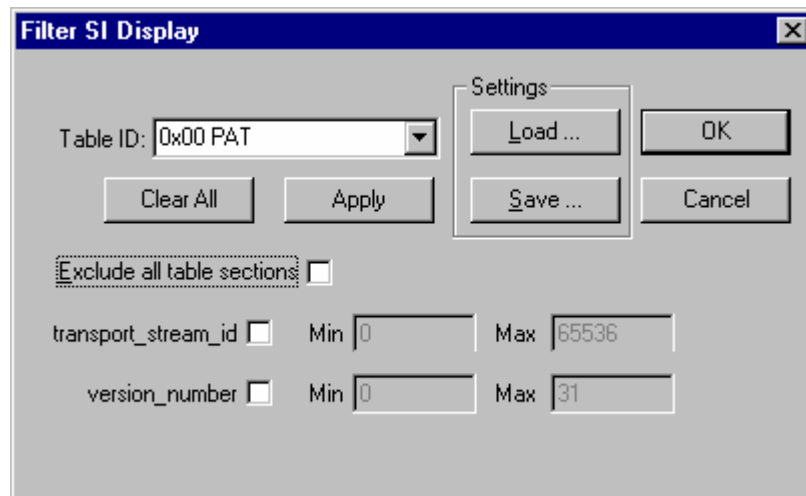 Filter SI Display
Settings
Table ID: 0x00 PAT
Load ...
OK
Clear All
Apply
Save ...
Cancel
Exclude all table sections
transport_stream_id Min 0 Max 65536
version_number Min 0 Max 31